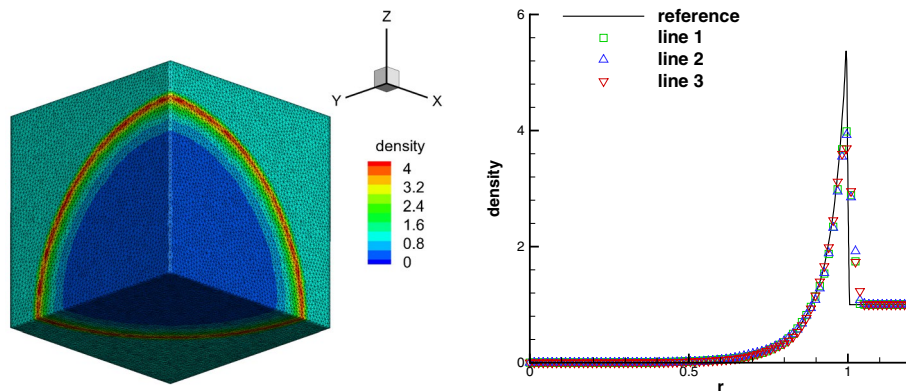 Z
Y
X
density
4
3.2
2.4
1.6
0.8
0
6
4
2
0
density
reference
line 1
line 2
line 3
0
0.5
1
r